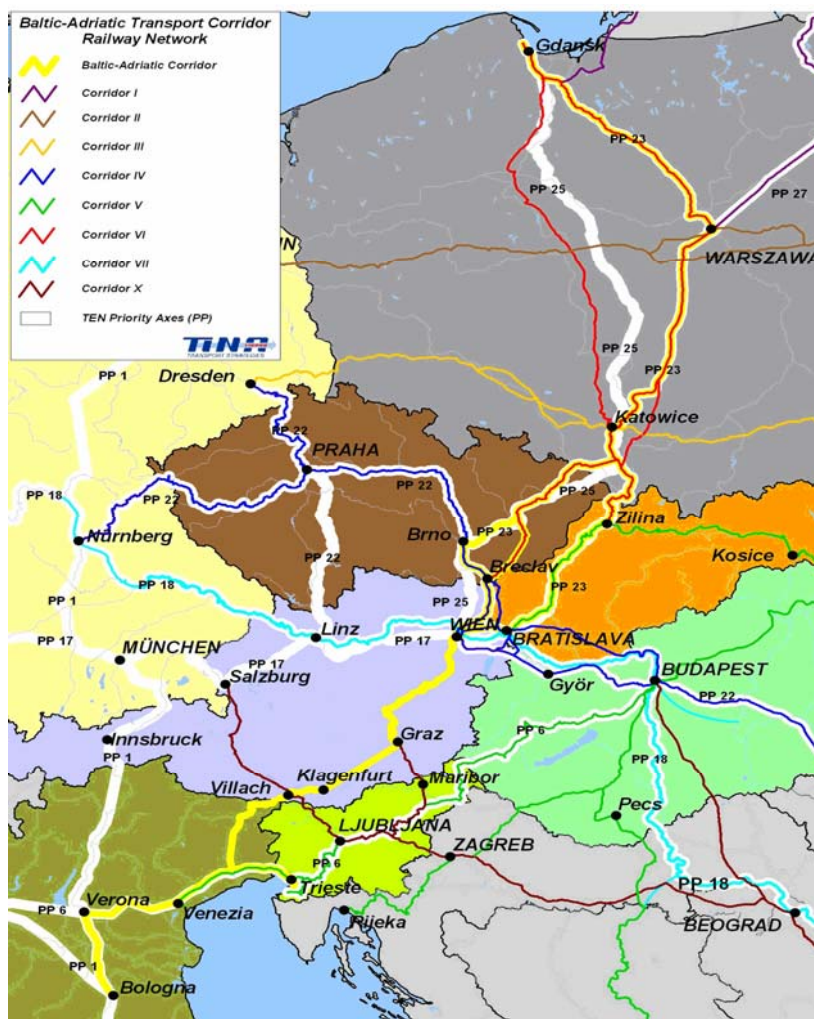 Baltic-Adriatic Transport Corridor
Railway Network
Baltic-Adriatic Corridor
Corridor I
Corridor II
Corridor III
Corridor IV
Corridor V
Corridor VI
Corridor VII
Corridor X
TEN Priority Axes (PP)
TINA
TRANSPORT STRATEGIES
Gdansk
PP 23
PP 25
PP 27
WARSZAWA
PP 1
PP 25
PP 23
Dresden
Katowice
PP 22
PRAHA
PP 18
PP 22
PP 22
PP 25
Zilina
Nürnberg
Brno
PP 23
Kosice
Breclav
PP 22
PP 23
PP 18
PP 1
PP 25
PP 17
Linz
PP 17
WIEN
BRATISLAVA
MÜNCHEN
PP 17
BUDAPEST
Salzburg
Györ
PP 22
PP 6
Innsbruck
Graz
PP 1
PP 18
Klagenfurt
Maribor
Villach
Pecs
LJUBLJANA
ZAGREB
PP 6
Trieste
PP 18
PP 6
Verona
Venezia
Rijeka
BEOGRAD
PP 1
Bologna